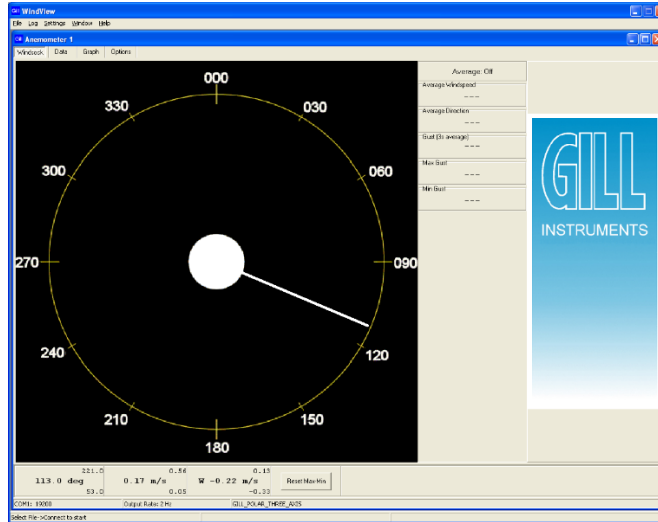 Gill WindView
File Log Settings Window Help
Gill Anemometer 1
Windsock Data Graph Options
000
030
060
090
120
150
180
210
240
270
300
330
Average: Off
Average Windspeed
---
Average Direction
---
Gust (3s average)
---
Max Gust
---
Min Gust
---
GILL
INSTRUMENTS
221.0 0.56 0.13
113.0 deg 0.17 m/s W -0.22 m/s Reset Max-Min
53.0 0.05 -0.33
COM1: 19200 Output Rate: 2 Hz GILL_POLAR_THREE_AXIS
Select File->Connect to start